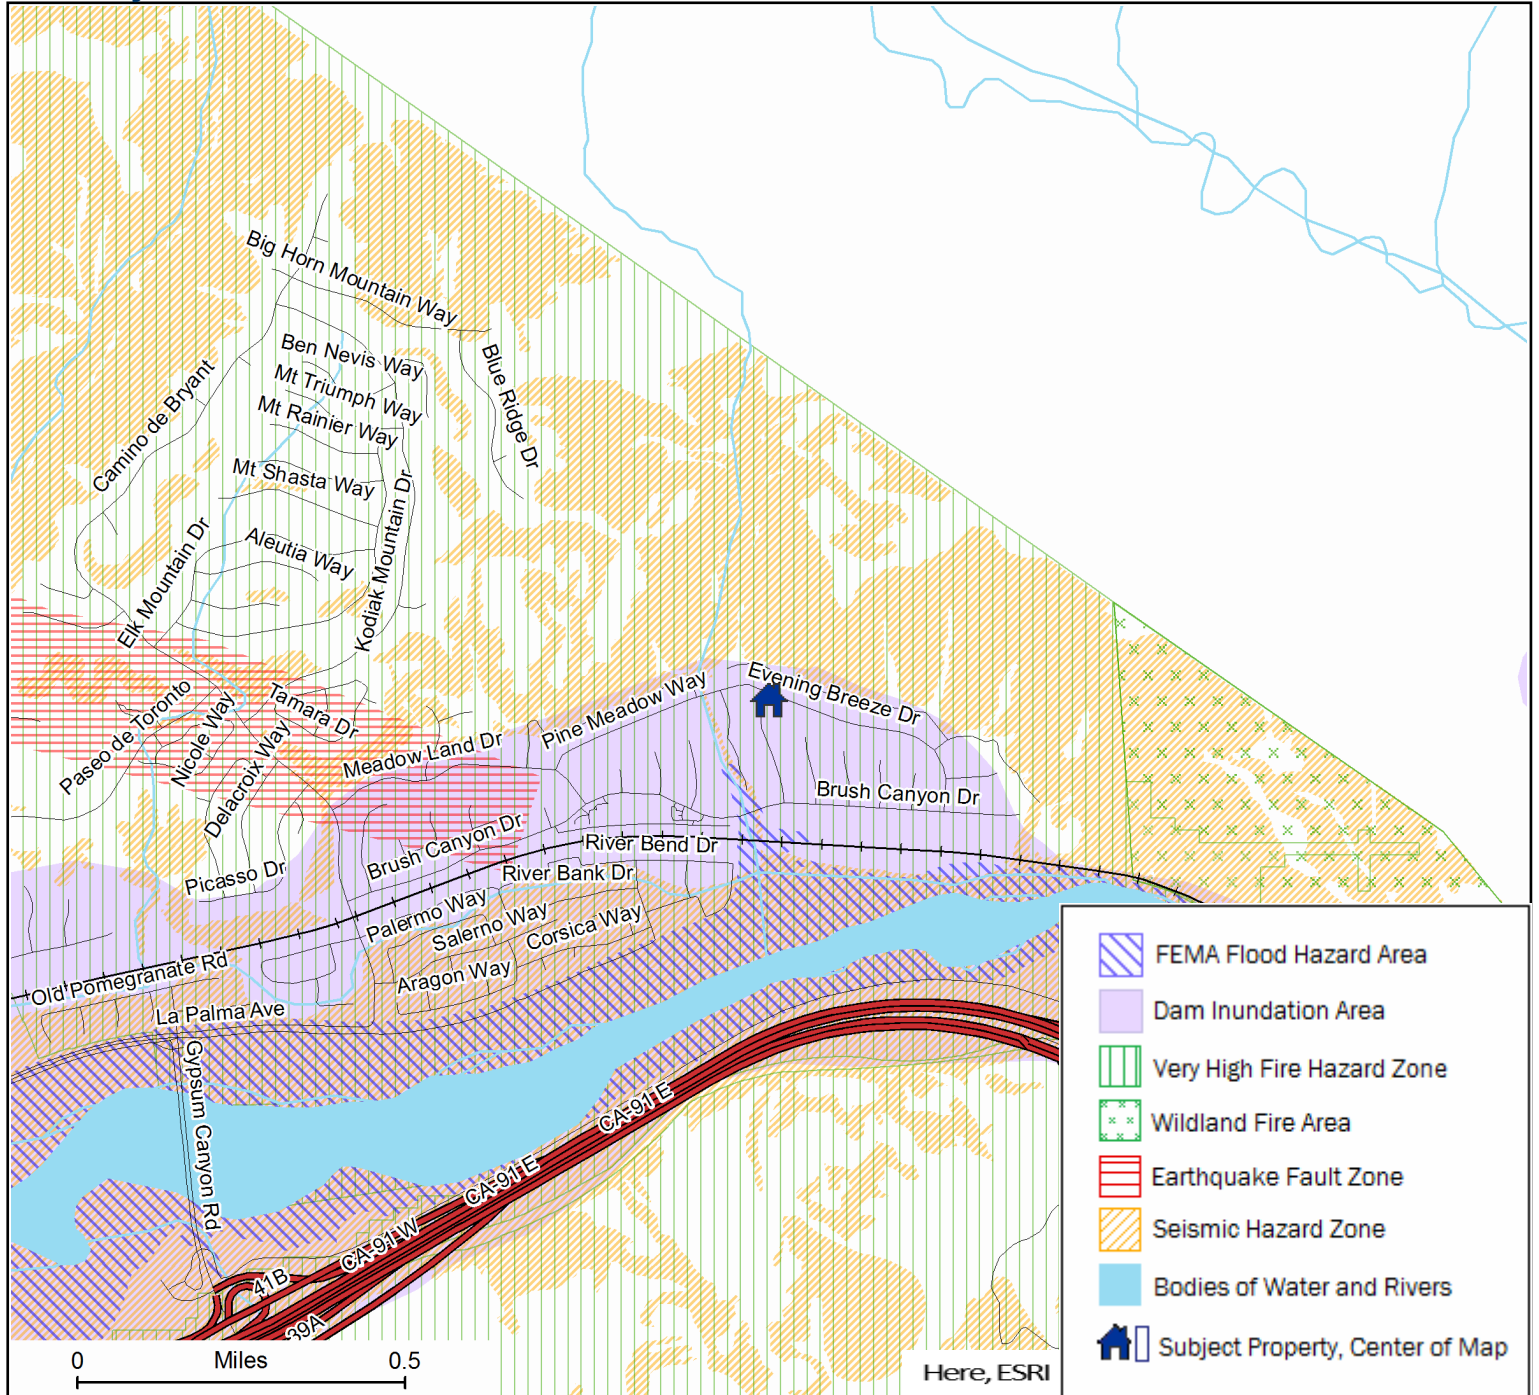 Big Horn Mountain Way
Ben Nevis Way
Mt Triumph Way
Mt Rainier Way
Blue Ridge Dr
Camino de Bryant
Mt Shasta Way
Kodiak Mountain Dr
Elk Mountain Dr
Aleutia Way
Evening Breeze Dr
Pine Meadow Way
Paseo de Toronto
Nicole Way
Tamara Dr
Delacroix Way
Meadow Land Dr
Brush Canyon Dr
Brush Canyon Dr
River Bend Dr
River Bank Dr
Picasso Dr
Palermo Way
Salerno Way
Corsica Way
Aragon Way
Old Pomegranate Rd
La Palma Ave
Gypsum Canyon Rd
CA-91 E
CA-91 E
CA-91 W
41B
39A
0 Miles 0.5
Here, ESRI
FEMA Flood Hazard Area
Dam Inundation Area
Very High Fire Hazard Zone
Wildland Fire Area
Earthquake Fault Zone
Seismic Hazard Zone
Bodies of Water and Rivers
Subject Property, Center of Map